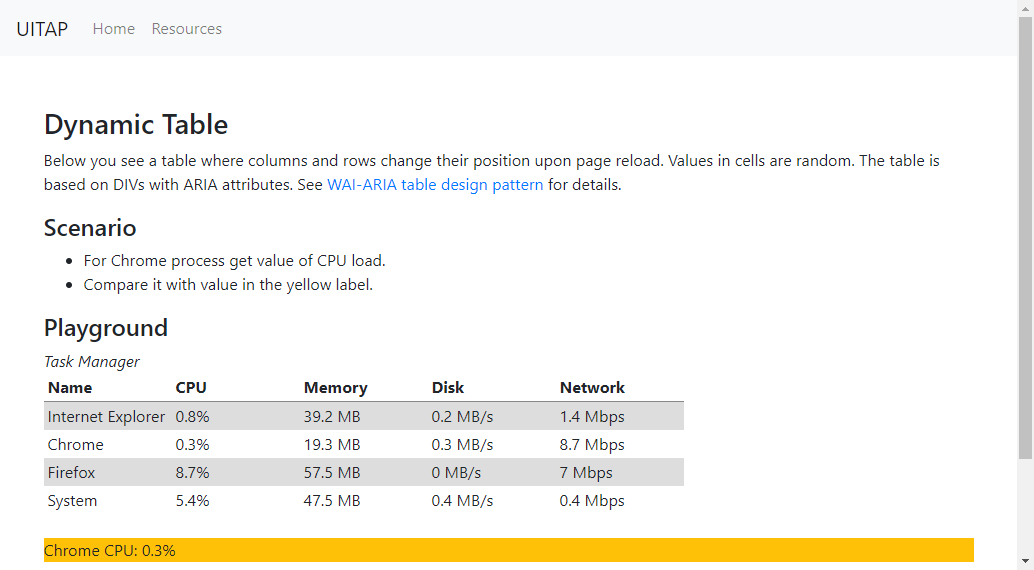 UITAP Home Resources
Dynamic Table
Below you see a table where columns and rows change their position upon page reload. Values in cells are random. The table is
based on DIVs with ARIA attributes. See WAI-ARIA table design pattern for details.
Scenario
• For Chrome process get value of CPU load.
• Compare it with value in the yellow label.
Playground
Task Manager
Name CPU Memory Disk Network
Internet Explorer 0.8% 39.2 MB 0.2 MB/s 1.4 Mbps
Chrome 0.3% 19.3 MB 0.3 MB/s 8.7 Mbps
Firefox 8.7% 57.5 MB 0 MB/s 7 Mbps
System 5.4% 47.5 MB 0.4 MB/s 0.4 Mbps
Chrome CPU: 0.3%